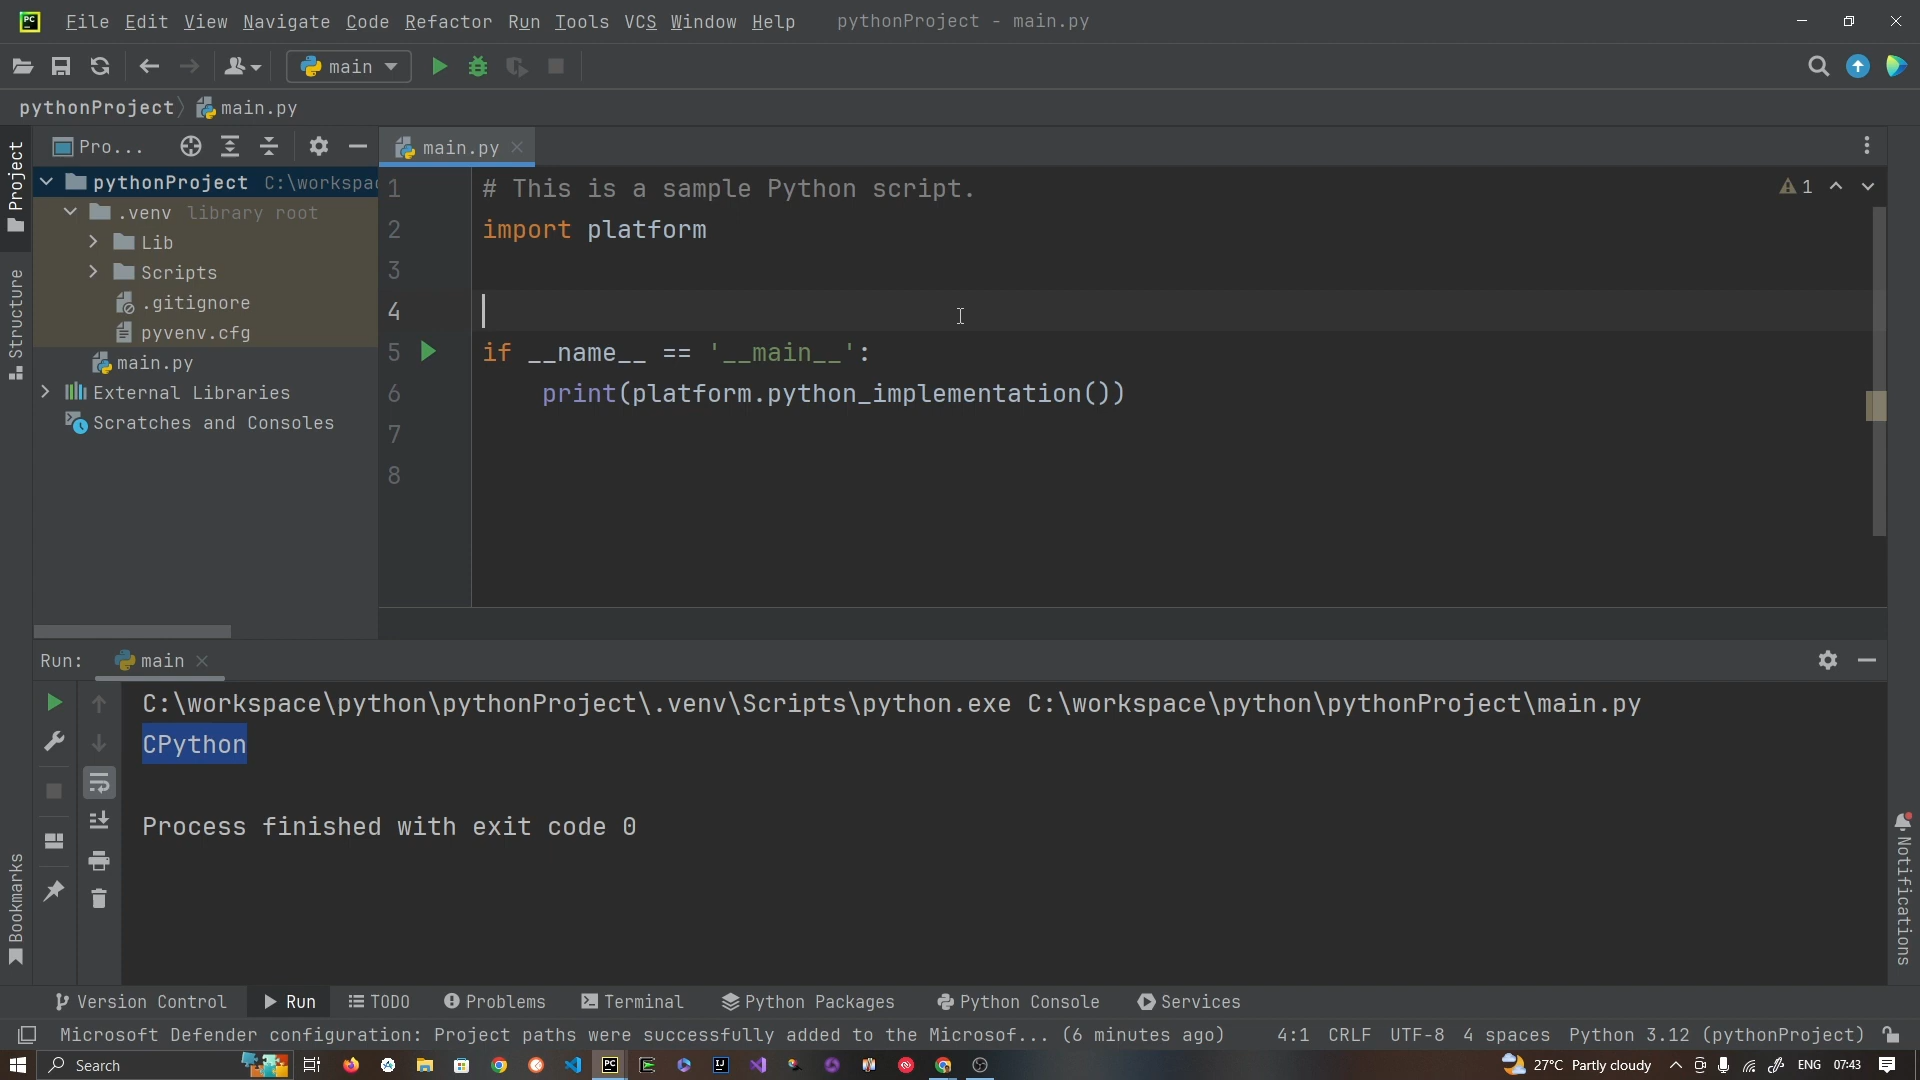 File Edit View Navigate Code Refactor Run Tools VCS Window Help pythonProject - main.py
main
pythonProject main.py
Pro...
main.py
Project
pythonProject C:\workspac
.venv library root
Lib
Scripts
.gitignore
pyvenv.cfg
main.py
External Libraries
Scratches and Consoles
Structure
Bookmarks
1 # This is a sample Python script.
1
2 import platform
3
4
5 if __name__ == '__main__':
6 print(platform.python_implementation())
7
8
Run: main
C:\workspace\python\pythonProject\.venv\Scripts\python.exe C:\workspace\python\pythonProject\main.py
CPython
Process finished with exit code 0
Notifications
Version Control Run TODO Problems Terminal Python Packages Python Console Services
Microsoft Defender configuration: Project paths were successfully added to the Microsof... (6 minutes ago) 4:1 CRLF UTF-8 4 spaces Python 3.12 (pythonProject)
Search 27°C Partly cloudy ENG 07:43